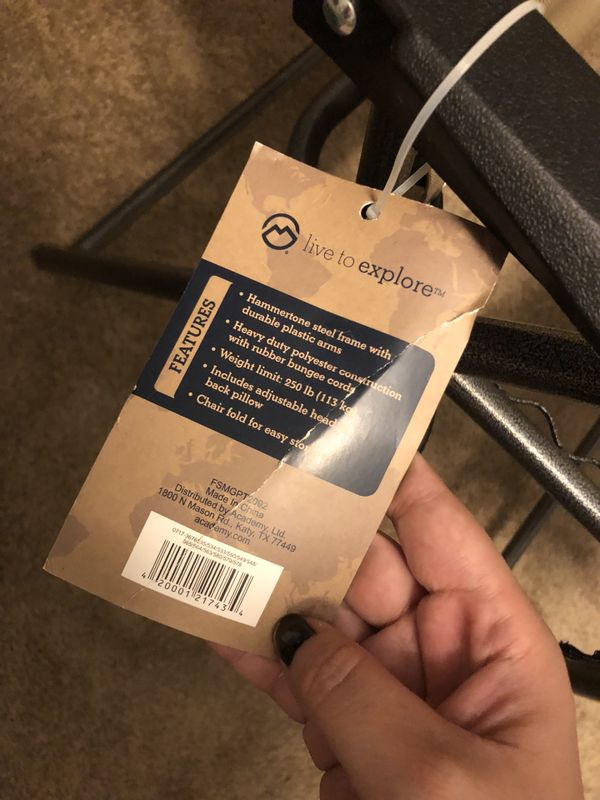 live to explore™
FEATURES
• Hammertone steel frame with
durable plastic arms
• Heavy duty polyester construction
with rubber bungee cords
• Weight limit: 250 lb (113 kg
• Includes adjustable head
back pillow
• Chair fold for easy sto
FSMGPT2092
Made In China
Distributed by Academy, Ltd.
1800 N Mason Rd., Katy, TX 77449
academy.com
4 20001 21743 4